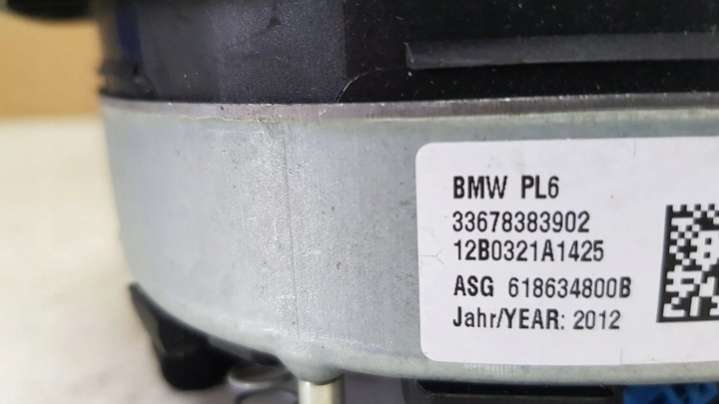 BMW PL6
33678383902
12B0321A1425
ASG 618634800B
Jahr/YEAR: 2012